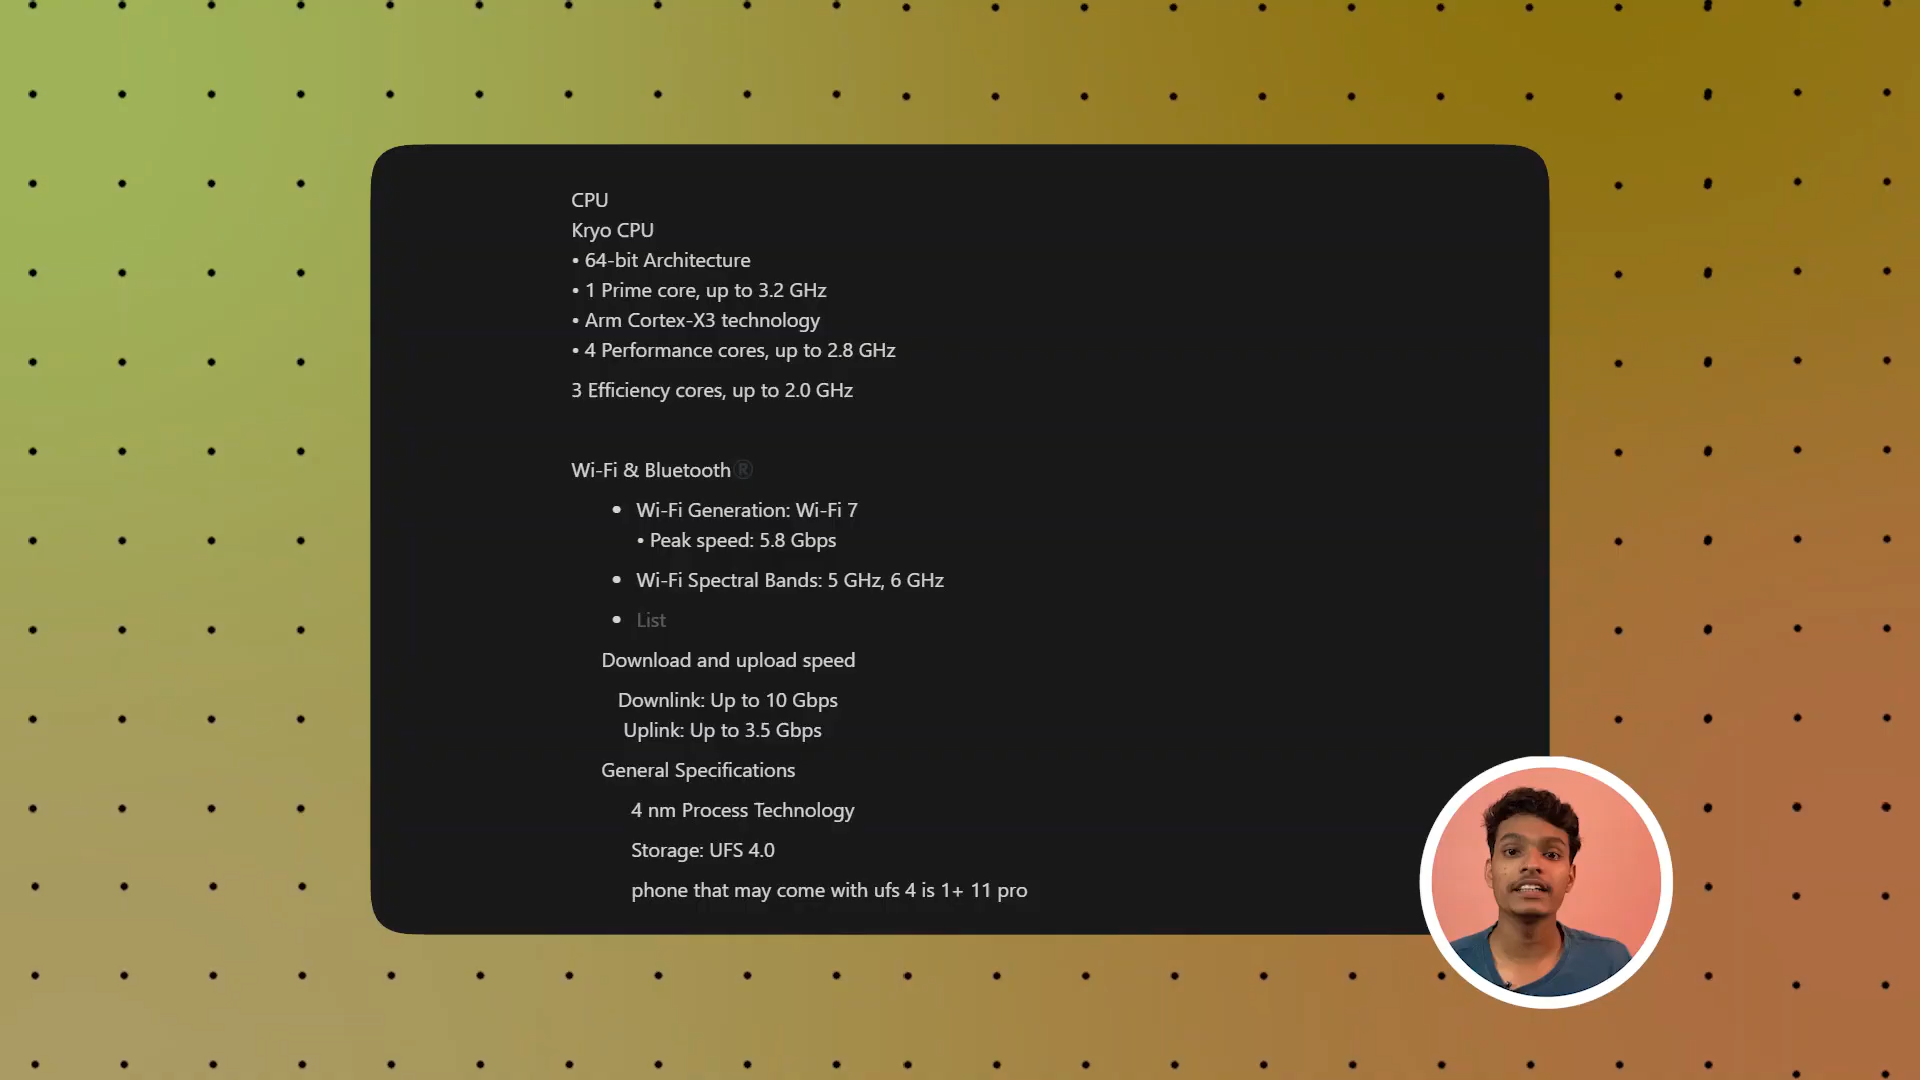 CPU
Kryo CPU
• 64-bit Architecture
• 1 Prime core, up to 3.2 GHz
• Arm Cortex-X3 technology
• 4 Performance cores, up to 2.8 GHz
3 Efficiency cores, up to 2.0 GHz
Wi-Fi & Bluetooth®
• Wi-Fi Generation: Wi-Fi 7
• Peak speed: 5.8 Gbps
• Wi-Fi Spectral Bands: 5 GHz, 6 GHz
• List
Download and upload speed
Downlink: Up to 10 Gbps
Uplink: Up to 3.5 Gbps
General Specifications
4 nm Process Technology
Storage: UFS 4.0
phone that may come with ufs 4 is 1+ 11 pro